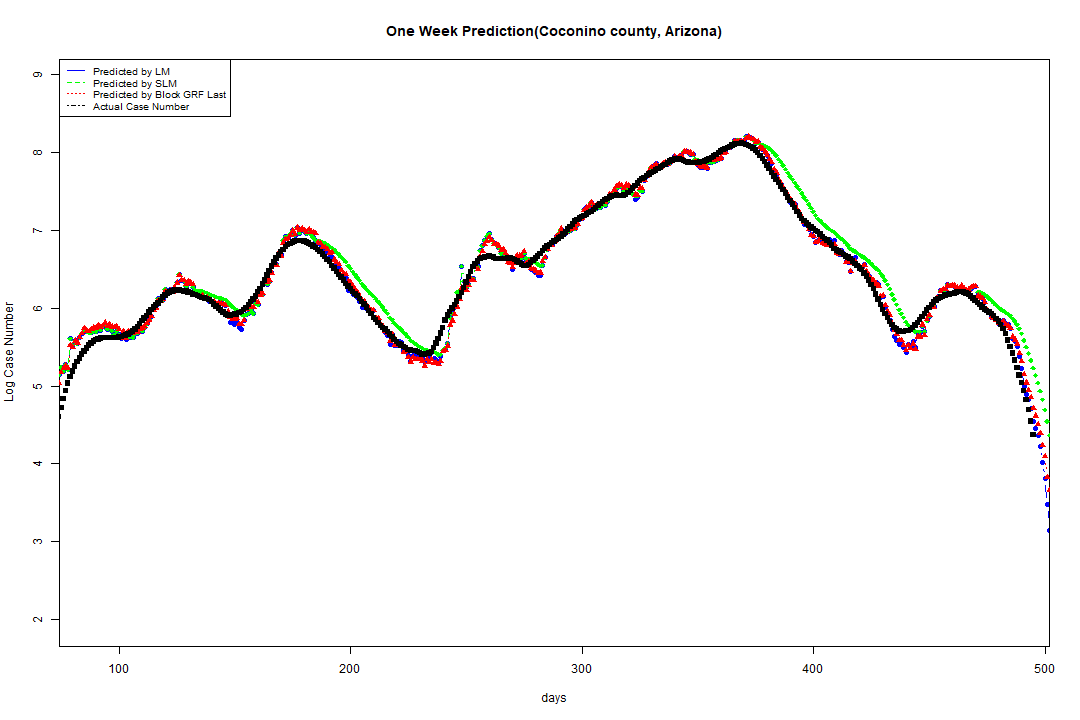 One Week Prediction(Coconino county, Arizona)
Predicted by LM
Predicted by SLM
Predicted by Block GRF Last
Actual Case Number
9
8
7
6
5
4
3
2
Log Case Number
100 200 300 400 500
days